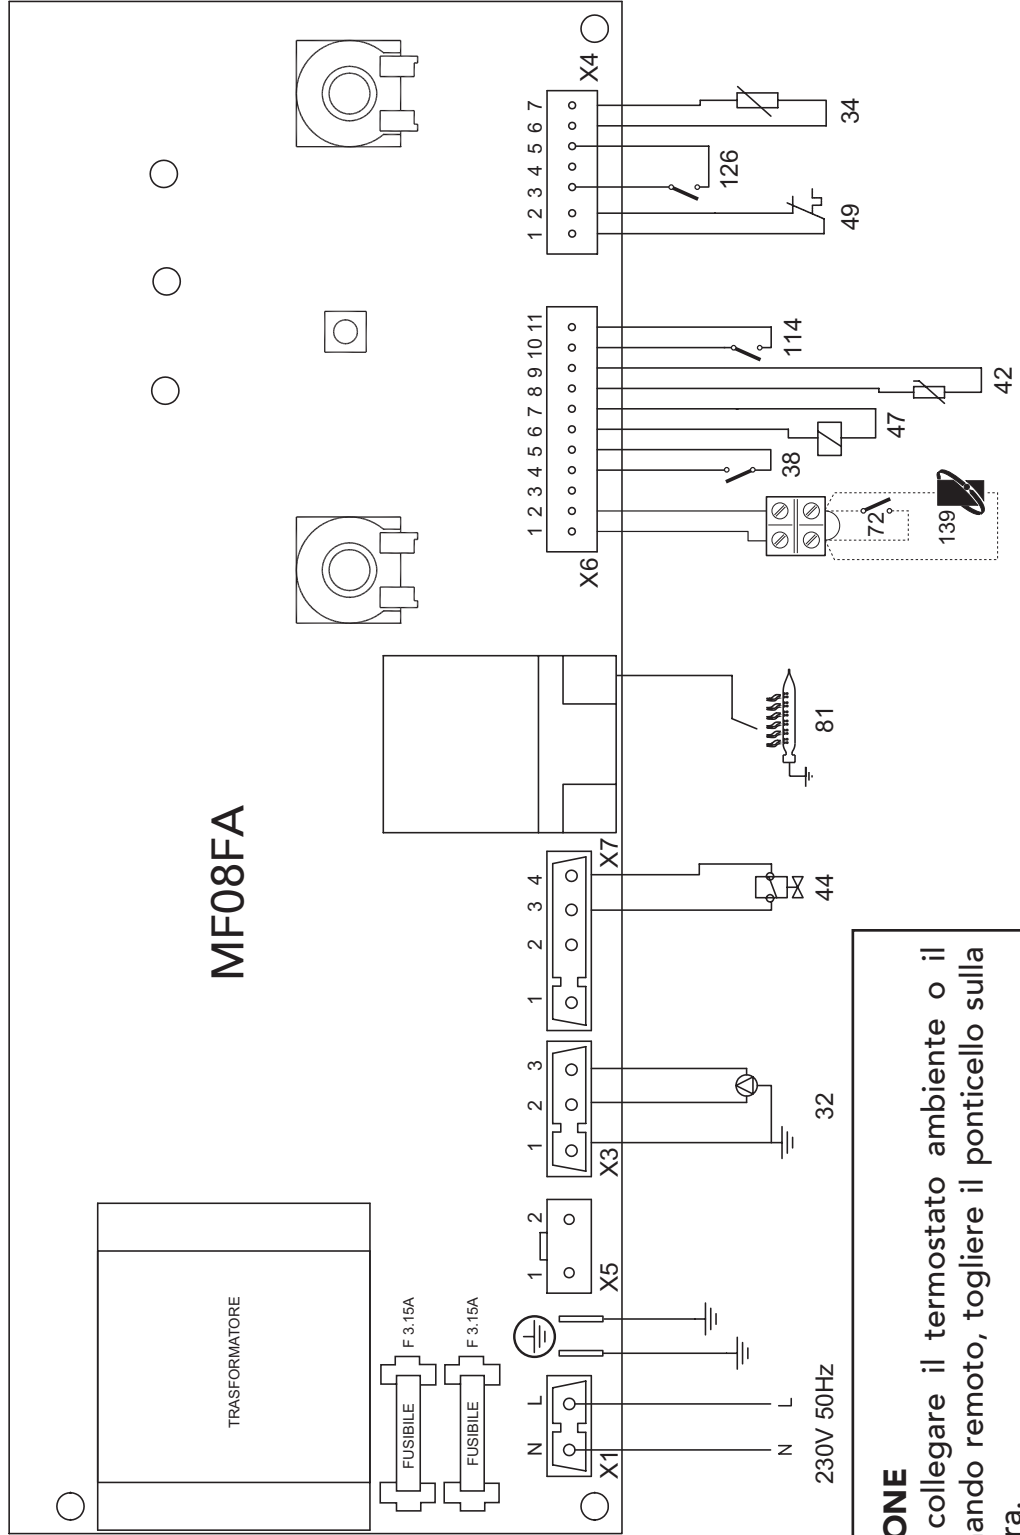 MF08FA
TRASFORMATORE
FUSIBILE
F 3.15A
FUSIBILE
F 3.15A
N L
X1
1 2
X5
1 2 3
X3
1 2 3 4
X7
1 2 3 4 5 6 7 8 9 10 11
X6
1 2 3 4 5 6 7
X4
N L
230V 50Hz
32
44
81
72
139
38
47
42
114
49
126
34
ONE
collegare il termostato ambiente o il
ando remoto, togliere il ponticello sulla
ra.